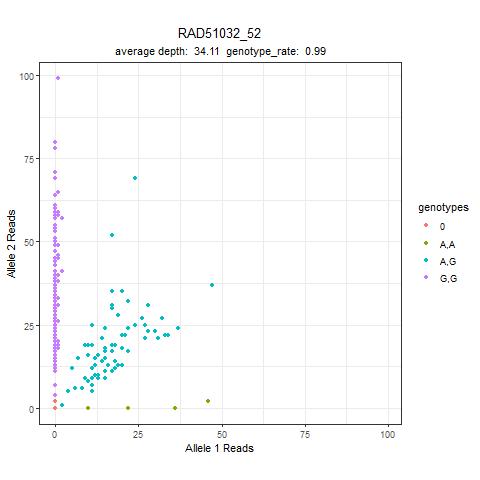 RAD51032_52
average depth: 34.11 genotype_rate: 0.99
100
75
50
25
0
Allele 2 Reads
0 25 50 75 100
Allele 1 Reads
genotypes
0
A,A
A,G
G,G